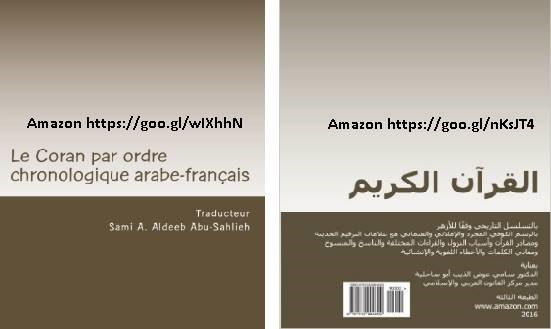 Amazon https://goo.gl/wIXhhN
Le Coran par ordre
chronologique arabe-français
Traducteur
Sami A. Aldeeb Abu-Sahlieh
Amazon https://goo.gl/nKsJT4
القرآن الكريم
بالتسلسل التاريخي وفقًا للأزهر
بالرسم الكوفي المجرد والإملائي والعثماني مع علامات الترقيم الحديثة
ومصادر القرآن وأسباب النزول والقراءات المختلفة والناسخ والمنسوخ
ومعاني الكلمات والأخطاء اللغوية والإنشائية
بعناية
الدكتور سامي عوض الذيب أبو ساحلية
مدير مركز القانون العربي والإسلامي
الطبعة الثالثة
www.amazon.com
2016